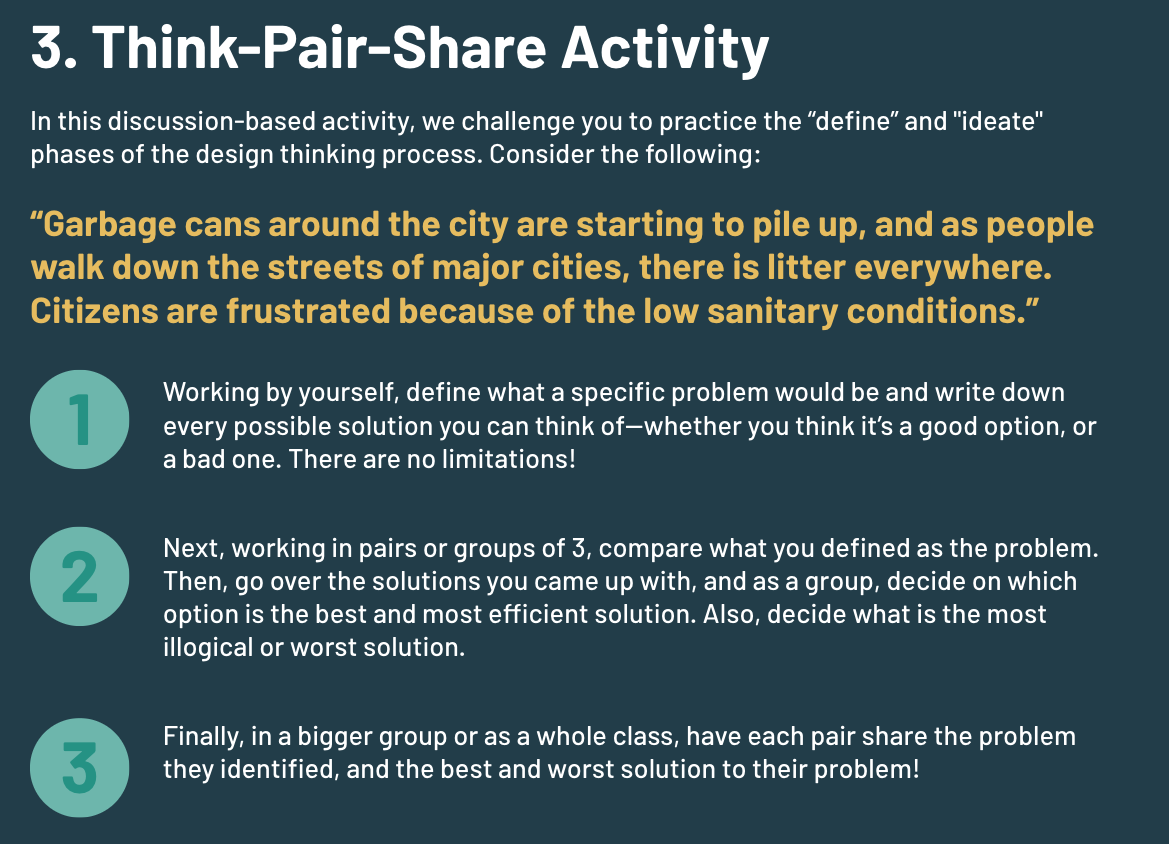 3. Think-Pair-Share Activity
In this discussion-based activity, we challenge you to practice the “define” and "ideate"
phases of the design thinking process. Consider the following:
“Garbage cans around the city are starting to pile up, and as people
walk down the streets of major cities, there is litter everywhere.
Citizens are frustrated because of the low sanitary conditions.”
1
Working by yourself, define what a specific problem would be and write down
every possible solution you can think of—whether you think it’s a good option, or
a bad one. There are no limitations!
2
Next, working in pairs or groups of 3, compare what you defined as the problem.
Then, go over the solutions you came up with, and as a group, decide on which
option is the best and most efficient solution. Also, decide what is the most
illogical or worst solution.
3
Finally, in a bigger group or as a whole class, have each pair share the problem
they identified, and the best and worst solution to their problem!